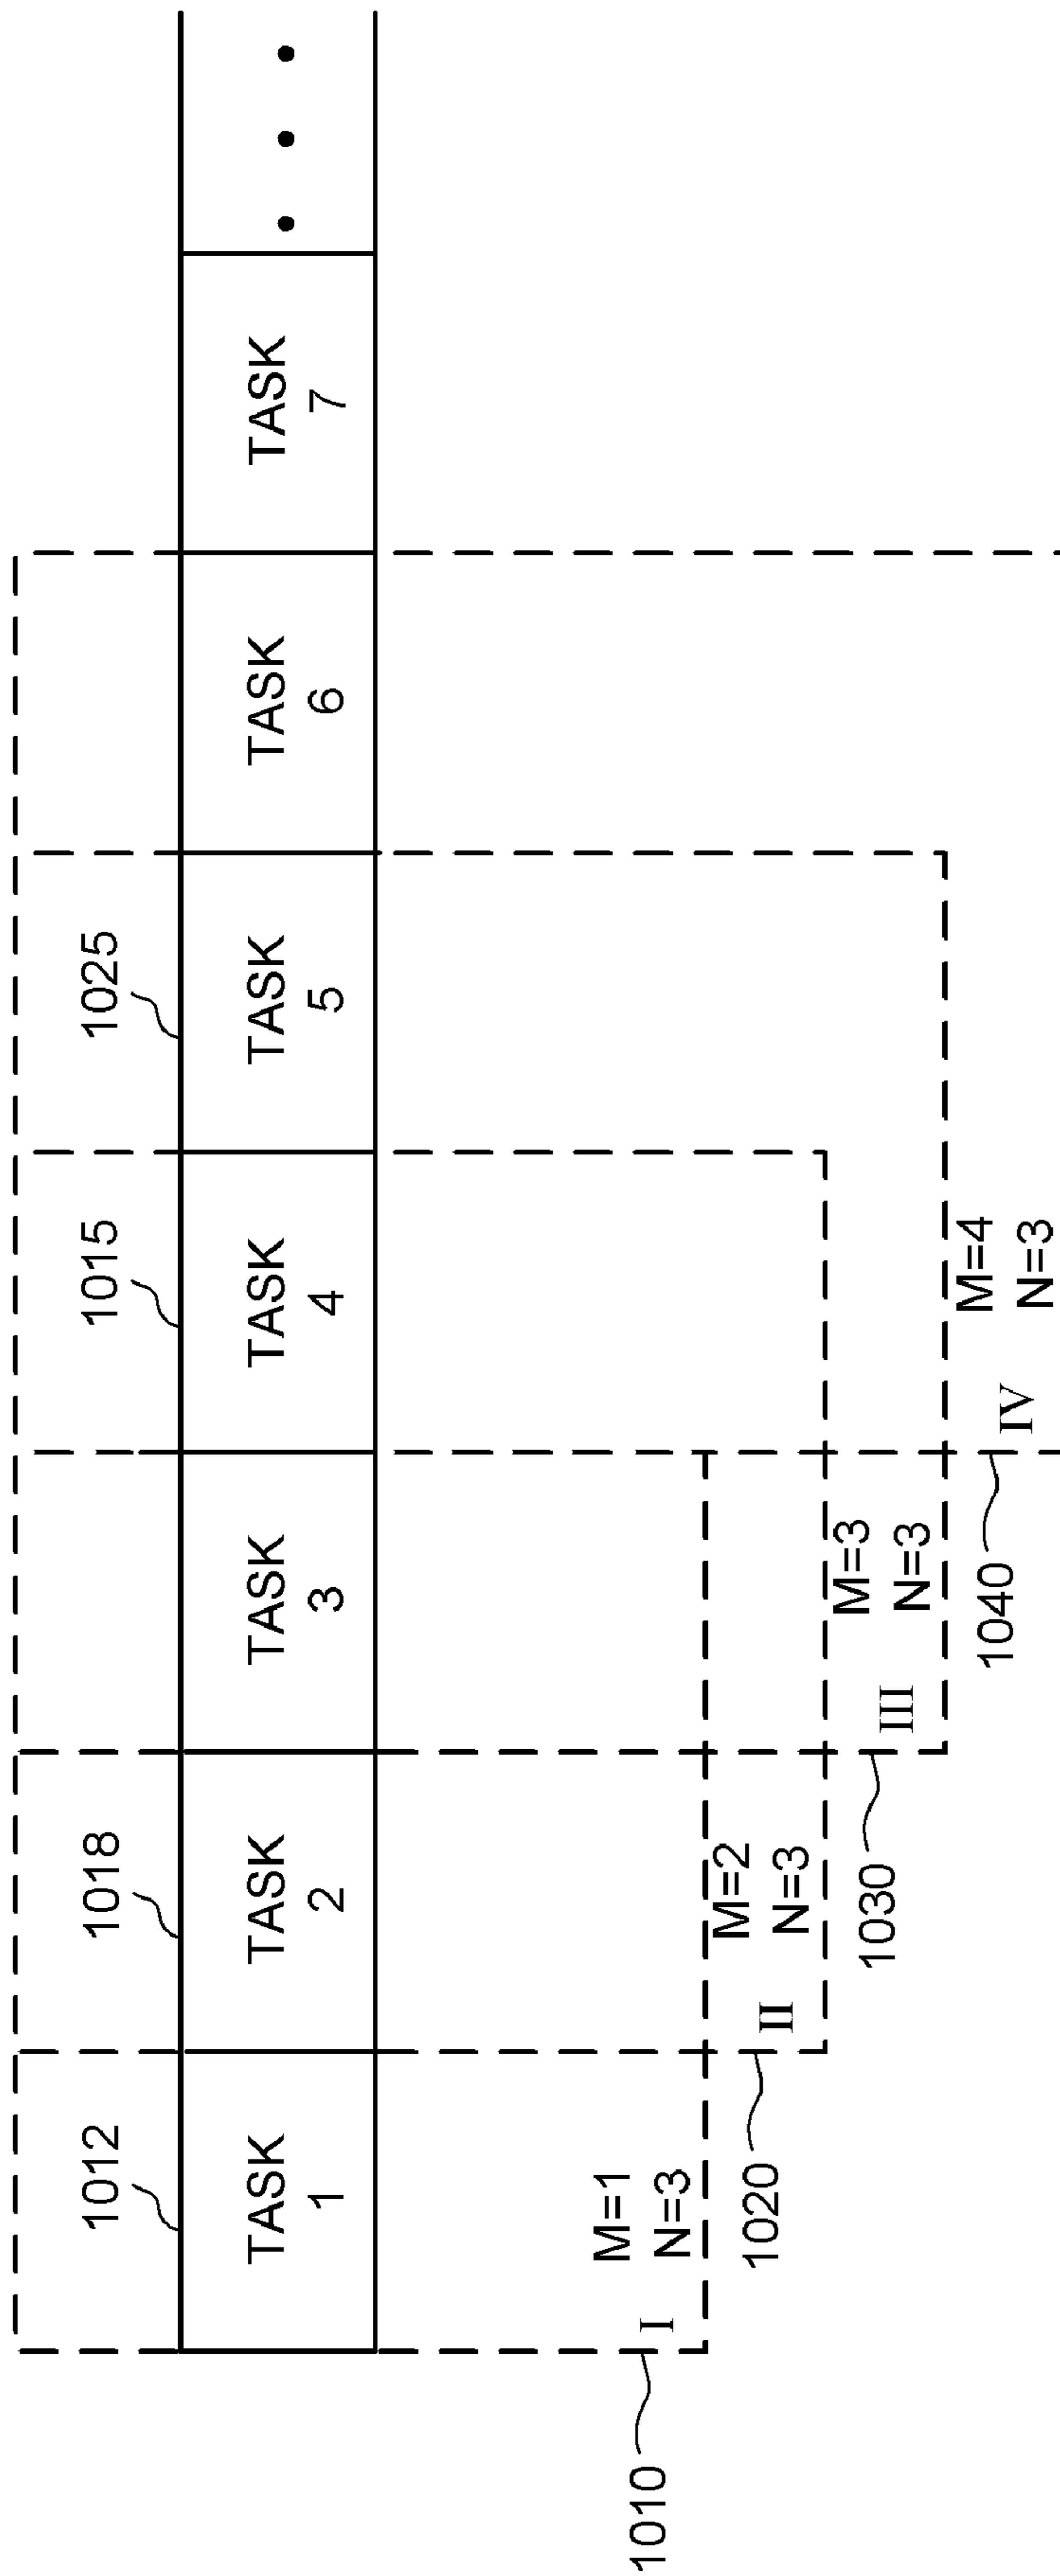 1012
1018
1015
1025
TASK
1
TASK
2
TASK
3
TASK
4
TASK
5
TASK
6
TASK
7
1010
I
M=1
N=3
1020
II
M=2
N=3
1030
III
M=3
N=3
1040
IV
M=4
N=3